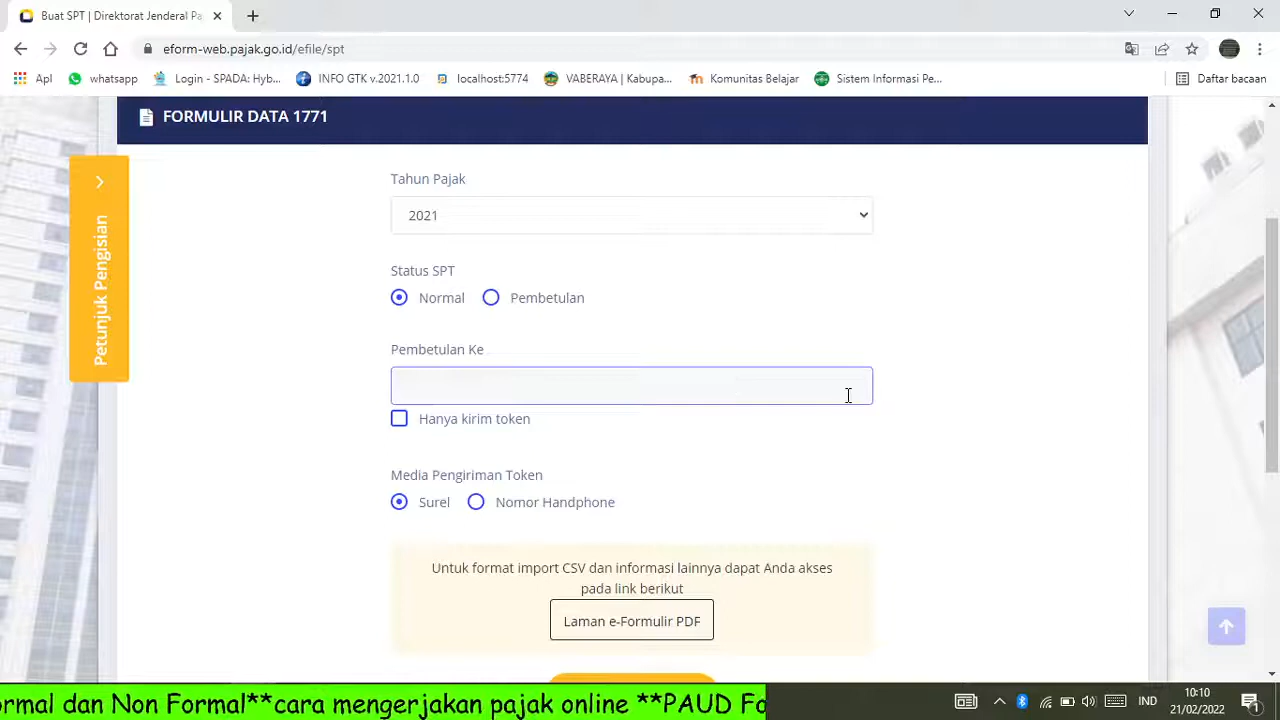 Buat SPT | Direktorat Jenderal Pa
eform-web.pajak.go.id/efile/spt
Apl
whatsapp
Login - SPADA: Hyb...
INFO GTK v.2021.1.0
localhost:5774
VABERAYA | Kabupa...
Komunitas Belajar
Sistem Informasi Pe...
Daftar bacaan
FORMULIR DATA 1771
Petunjuk Pengisian
Tahun Pajak
2021
Status SPT
Normal
Pembetulan
Pembetulan Ke
Hanya kirim token
Media Pengiriman Token
Surel
Nomor Handphone
Untuk format import CSV dan informasi lainnya dapat Anda akses
pada link berikut
Laman e-Formulir PDF
ormal dan Non Formal**cara mengerjakan pajak online **PAUD Fo
IND
10:10
21/02/2022
1